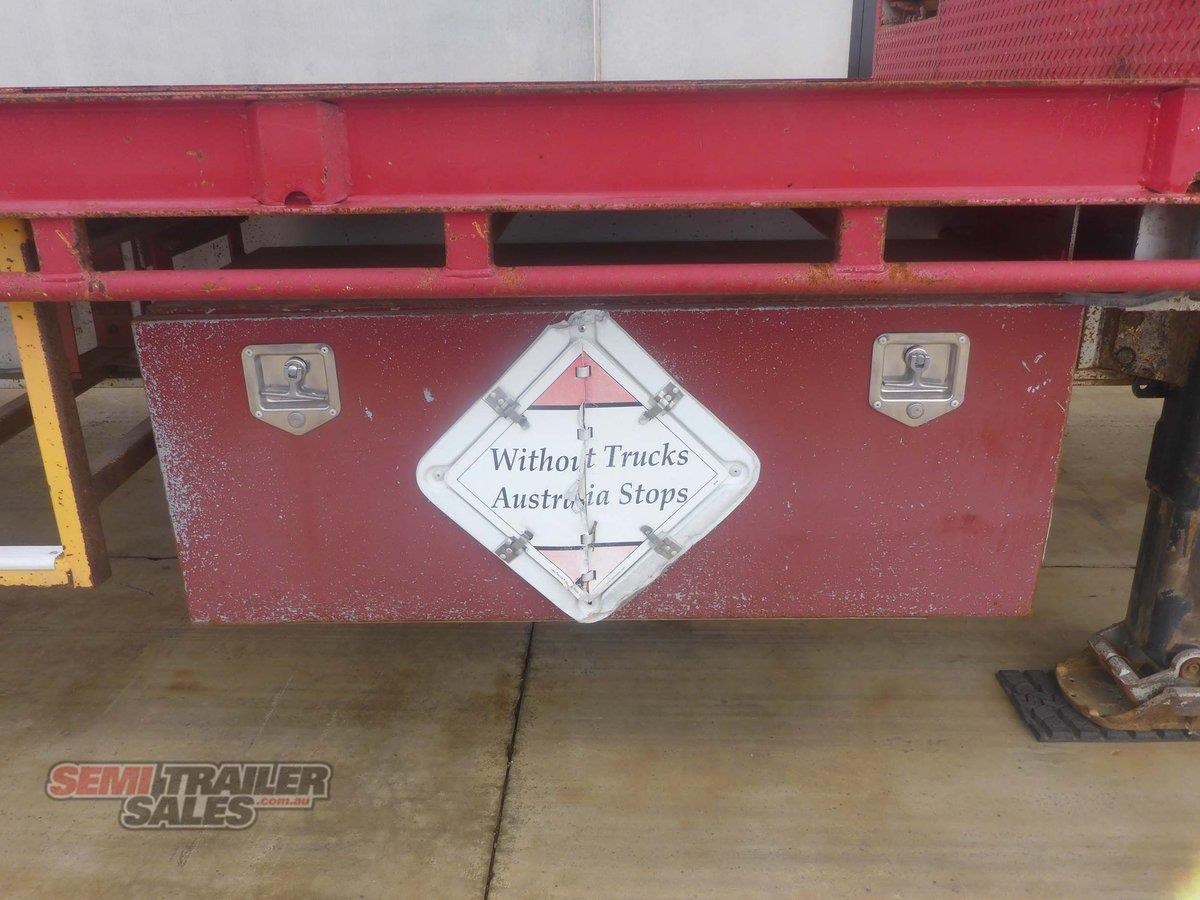 Without Trucks
Australia Stops
SEMI TRAILER
SALES .com.au